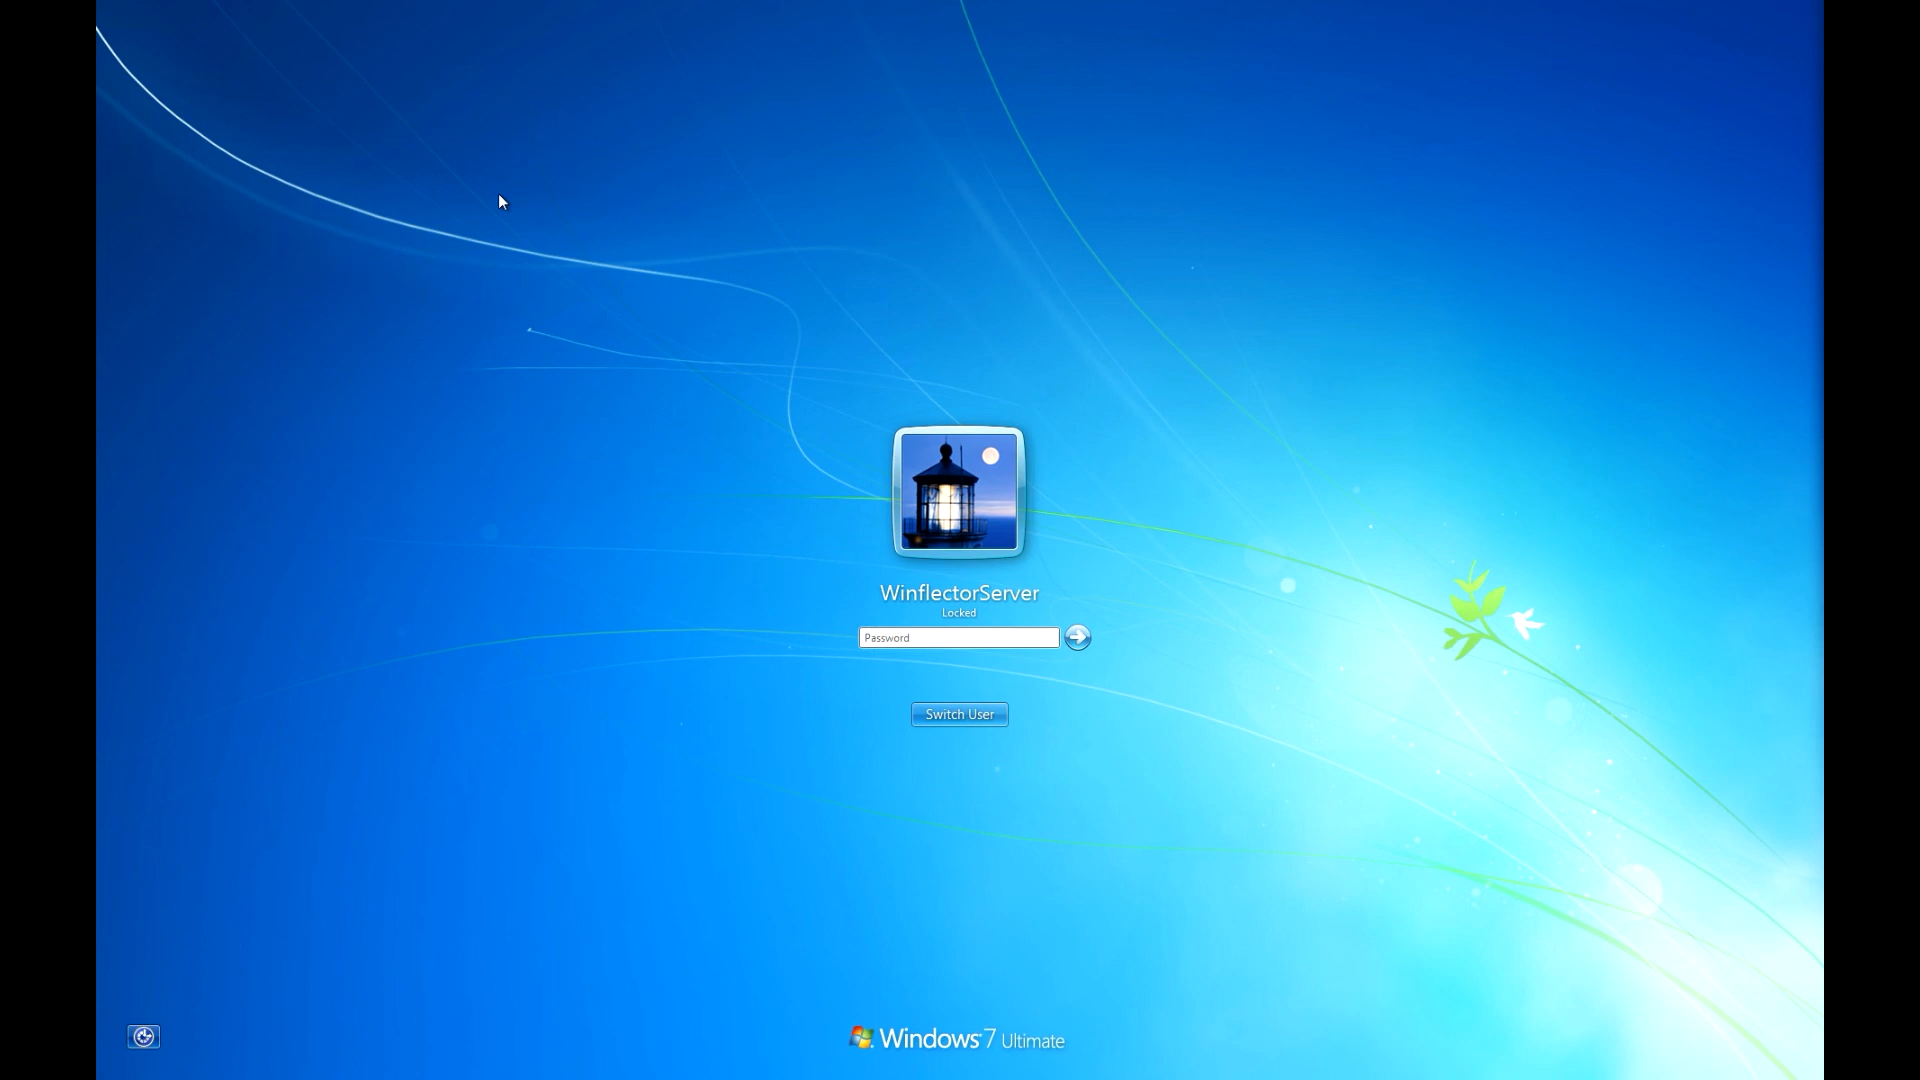 WinflectorServer
Locked
Password
Switch User
Windows 7 Ultimate